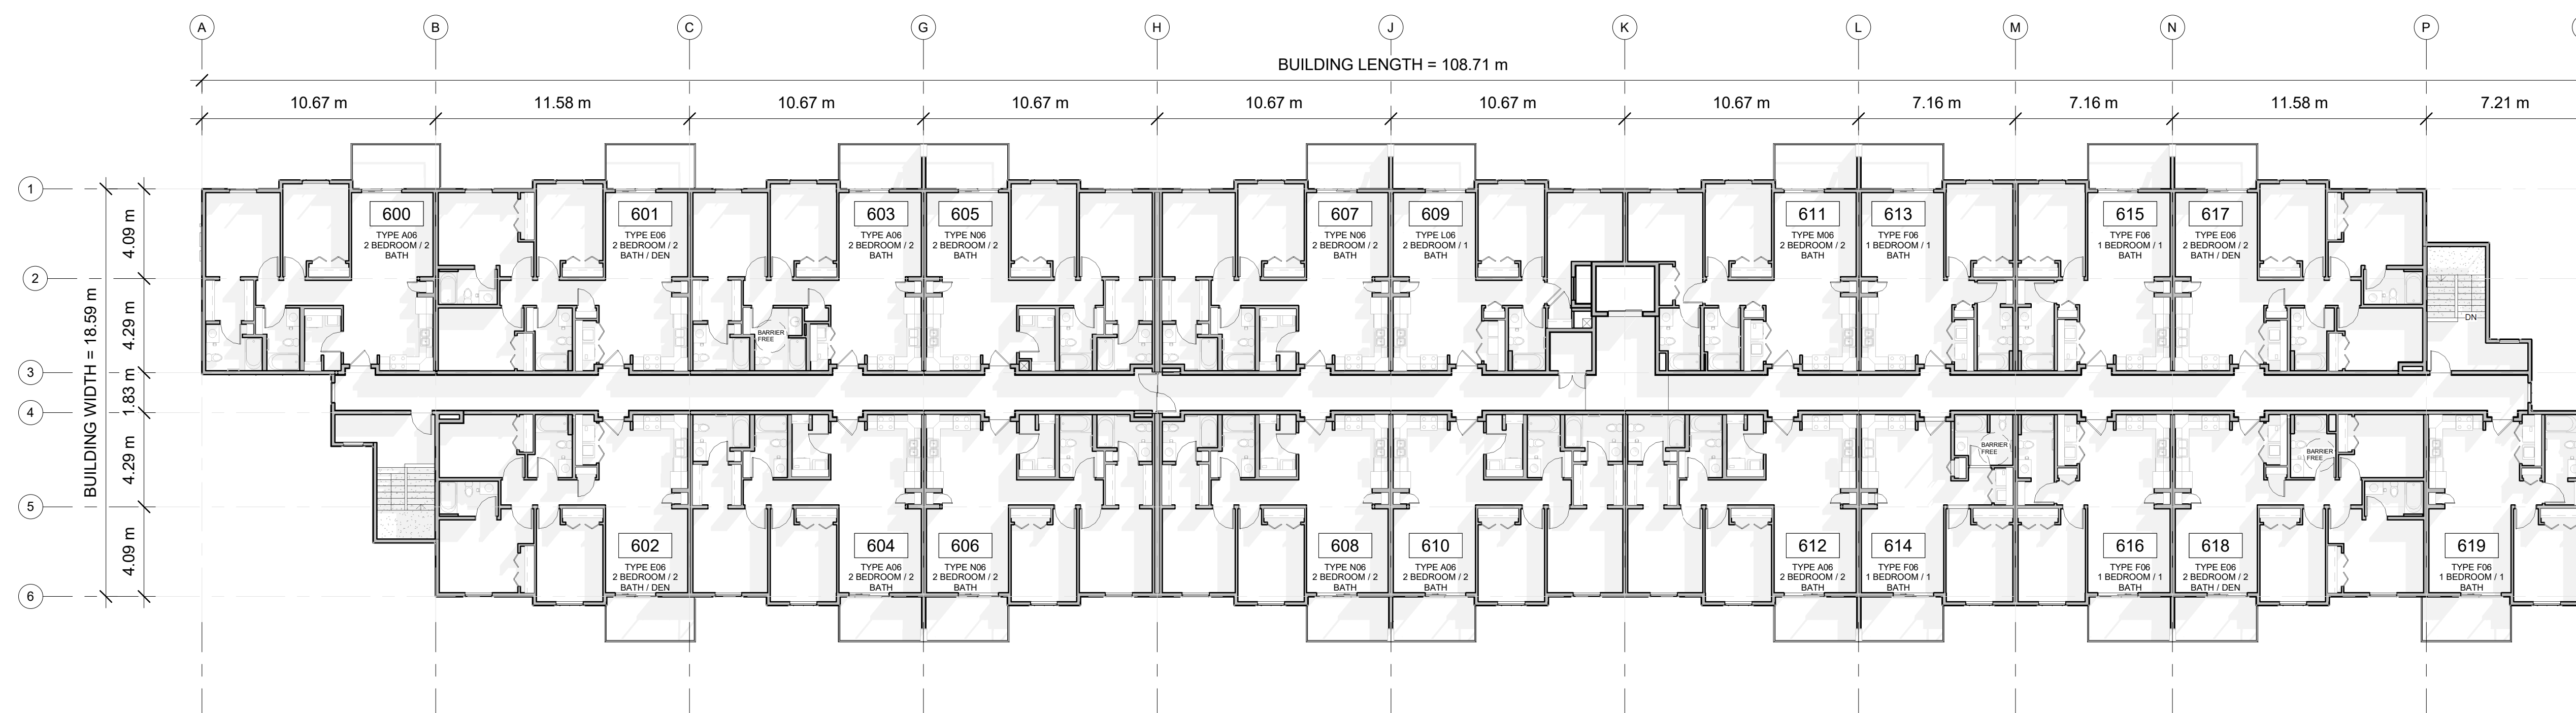 A B C G H J K L M N P
BUILDING LENGTH = 108.71 m
10.67 m 11.58 m 10.67 m 10.67 m 10.67 m 10.67 m 10.67 m 7.16 m 7.16 m 11.58 m 7.21 m
1
2
3
4
5
6
BUILDING WIDTH = 18.59 m
4.09 m
4.29 m
1.83 m
4.29 m
4.09 m
600
TYPE A06
2 BEDROOM / 2
BATH
601
TYPE E06
2 BEDROOM / 2
BATH / DEN
603
TYPE A06
2 BEDROOM / 2
BATH
605
TYPE N06
2 BEDROOM / 2
BATH
607
TYPE N06
2 BEDROOM / 2
BATH
609
TYPE L06
2 BEDROOM / 1
BATH
611
TYPE M06
2 BEDROOM / 2
BATH
613
TYPE F06
1 BEDROOM / 1
BATH
615
TYPE F06
1 BEDROOM / 1
BATH
617
TYPE E06
2 BEDROOM / 2
BATH / DEN
BARRIER
FREE
DN
BARRIER
FREE
BARRIER
FREE
602
TYPE E06
2 BEDROOM / 2
BATH / DEN
604
TYPE A06
2 BEDROOM / 2
BATH
606
TYPE N06
2 BEDROOM / 2
BATH
608
TYPE N06
2 BEDROOM / 2
BATH
610
TYPE A06
2 BEDROOM / 2
BATH
612
TYPE A06
2 BEDROOM / 2
BATH
614
TYPE F06
1 BEDROOM / 1
BATH
616
TYPE F06
1 BEDROOM / 1
BATH
618
TYPE E06
2 BEDROOM / 2
BATH / DEN
619
TYPE F06
1 BEDROOM / 1
BATH